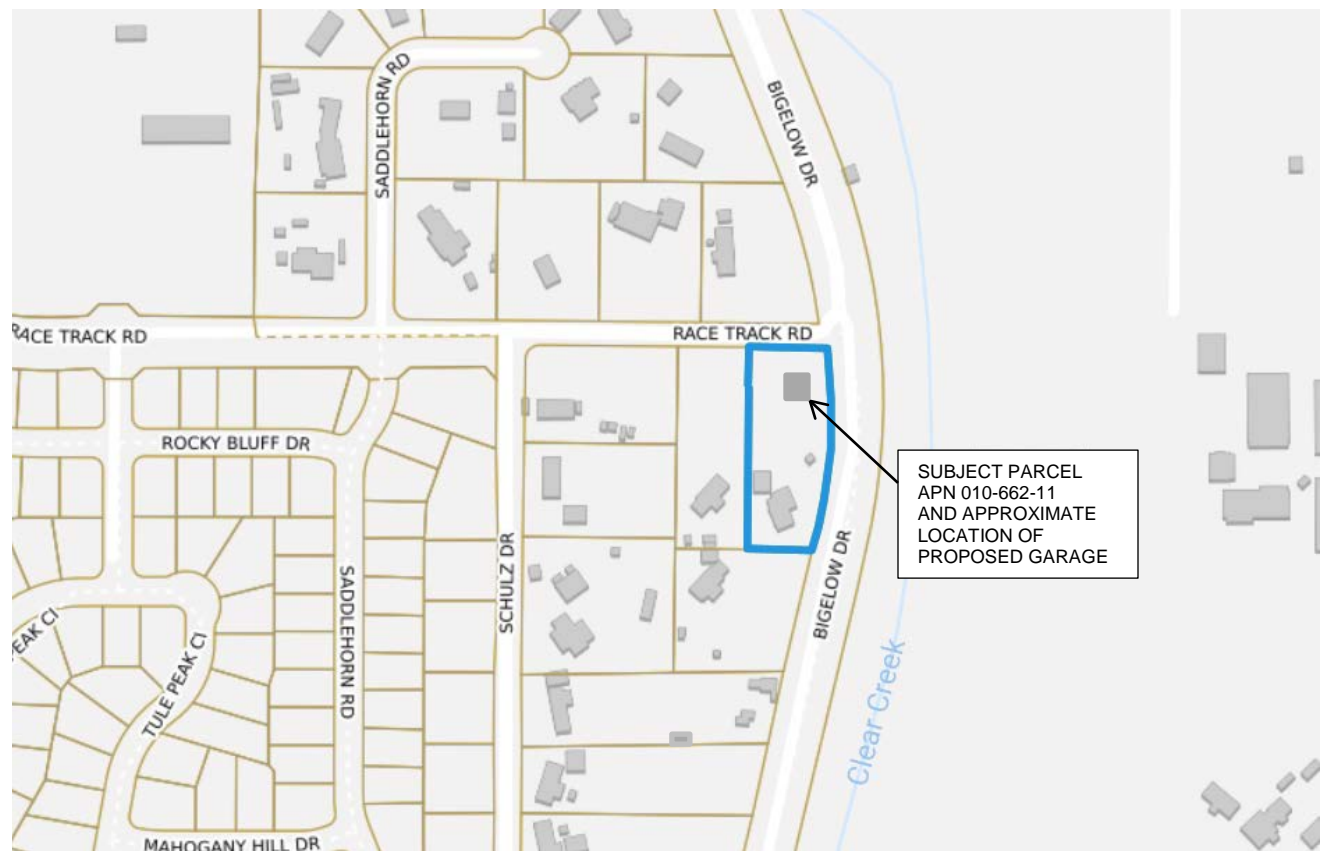 SADDLEHORN RD
BIGELOW DR
RACE TRACK RD
RACE TRACK RD
ROCKY BLUFF DR
SUBJECT PARCEL
APN 010-662-11
AND APPROXIMATE
LOCATION OF
PROPOSED GARAGE
SCHULZ DR
SADDLEHORN RD
BIGELOW DR
PEAK CI
TULE PEAK CI
Clear Creek
MAHOGANY HILL DR